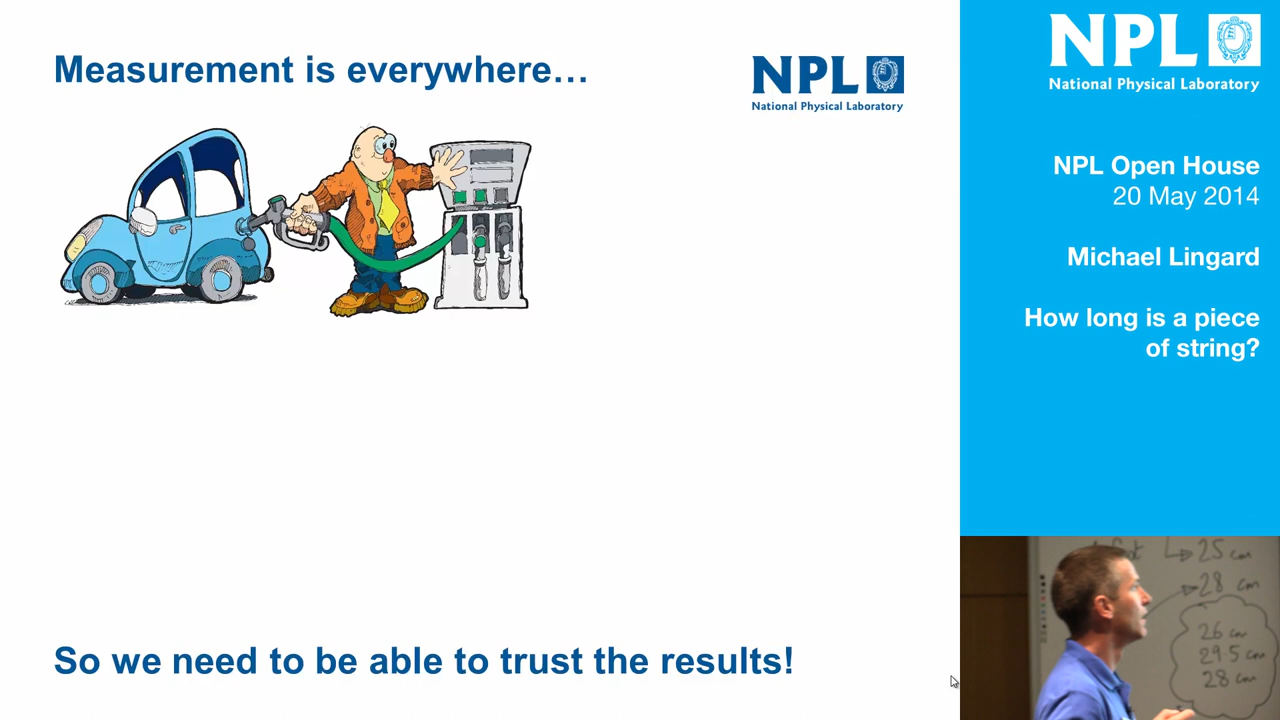 Measurement is everywhere…
NPL
National Physical Laboratory
So we need to be able to trust the results!
NPL
National Physical Laboratory
NPL Open House
20 May 2014
Michael Lingard
How long is a piece
of string?
25 cm
28 cm
26 cm
29.5 cm
28 cm